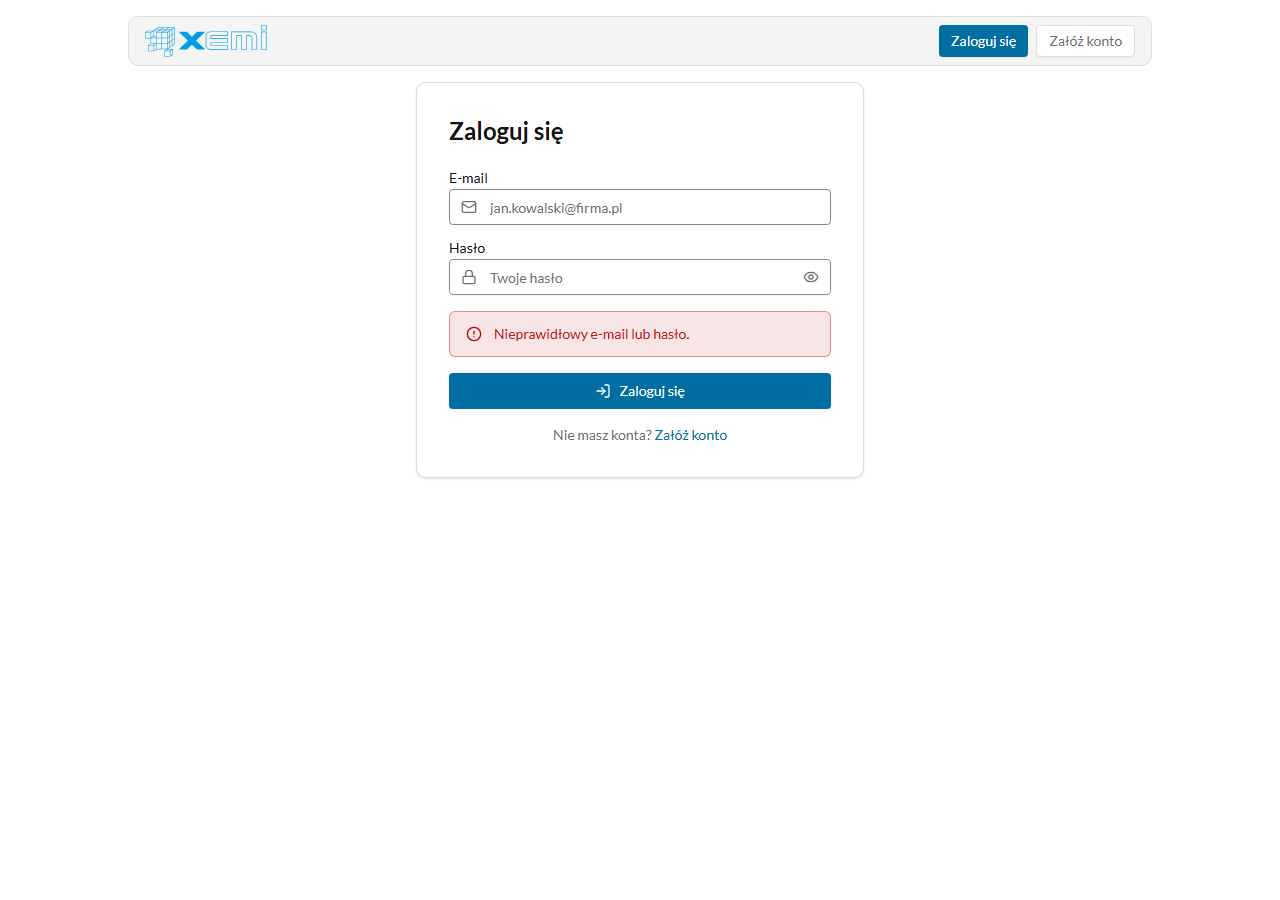 xemi
Zaloguj się
Załóż konto
Zaloguj się
E-mail
jan.kowalski@firma.pl
Hasło
Twoje hasło
Nieprawidłowy e-mail lub hasło.
Zaloguj się
Nie masz konta? Załóż konto